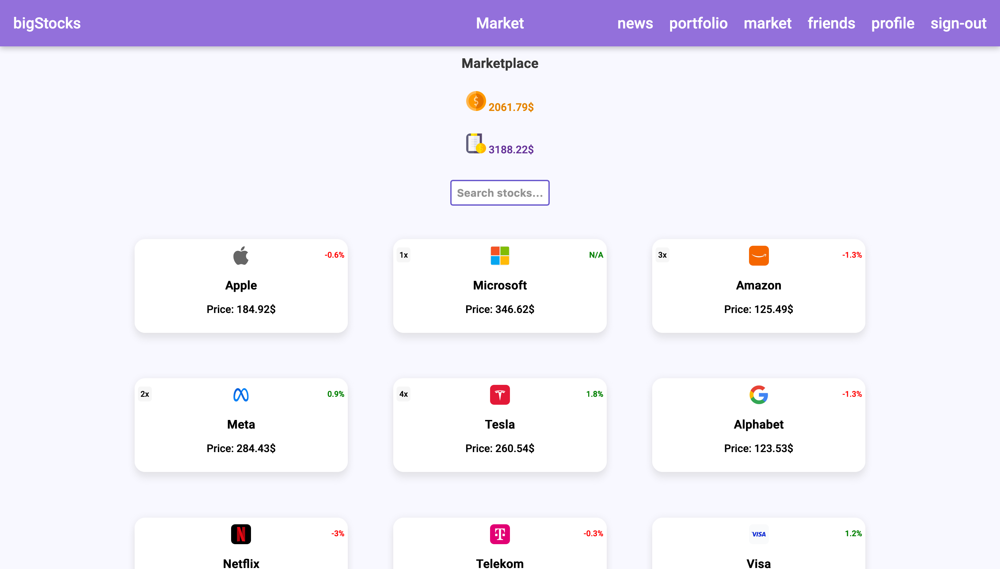 bigStocks Market news portfolio market friends profile sign-out
Marketplace
2061.79$
3188.22$
Search stocks...
-0.6%
Apple
Price: 184.92$
1x N/A
Microsoft
Price: 346.62$
3x -1.3%
Amazon
Price: 125.49$
2x 0.9%
Meta
Price: 284.43$
4x 1.8%
Tesla
Price: 260.54$
-1.3%
Alphabet
Price: 123.53$
-3%
Netflix
-0.3%
Telekom
VISA 1.2%
Visa